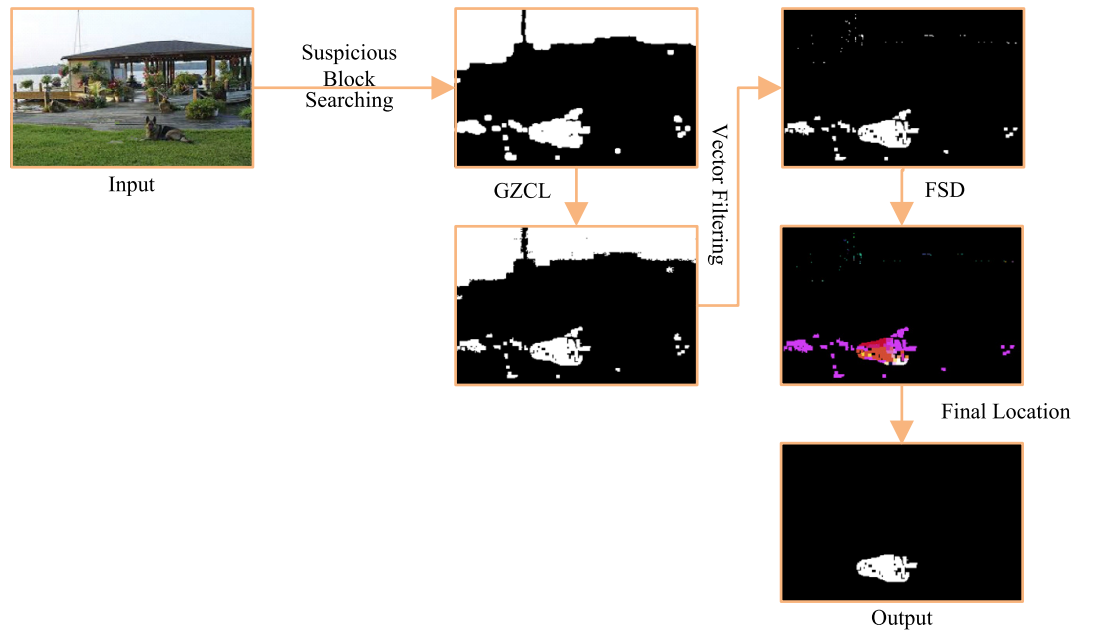 Suspicious
Block
Searching
Input
GZCL
Vector Filtering
FSD
Final Location
Output